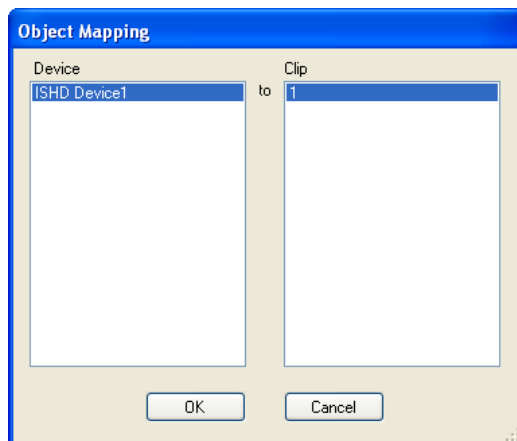 Object Mapping
Device
Clip
ISHD Device1
to
1
OK
Cancel